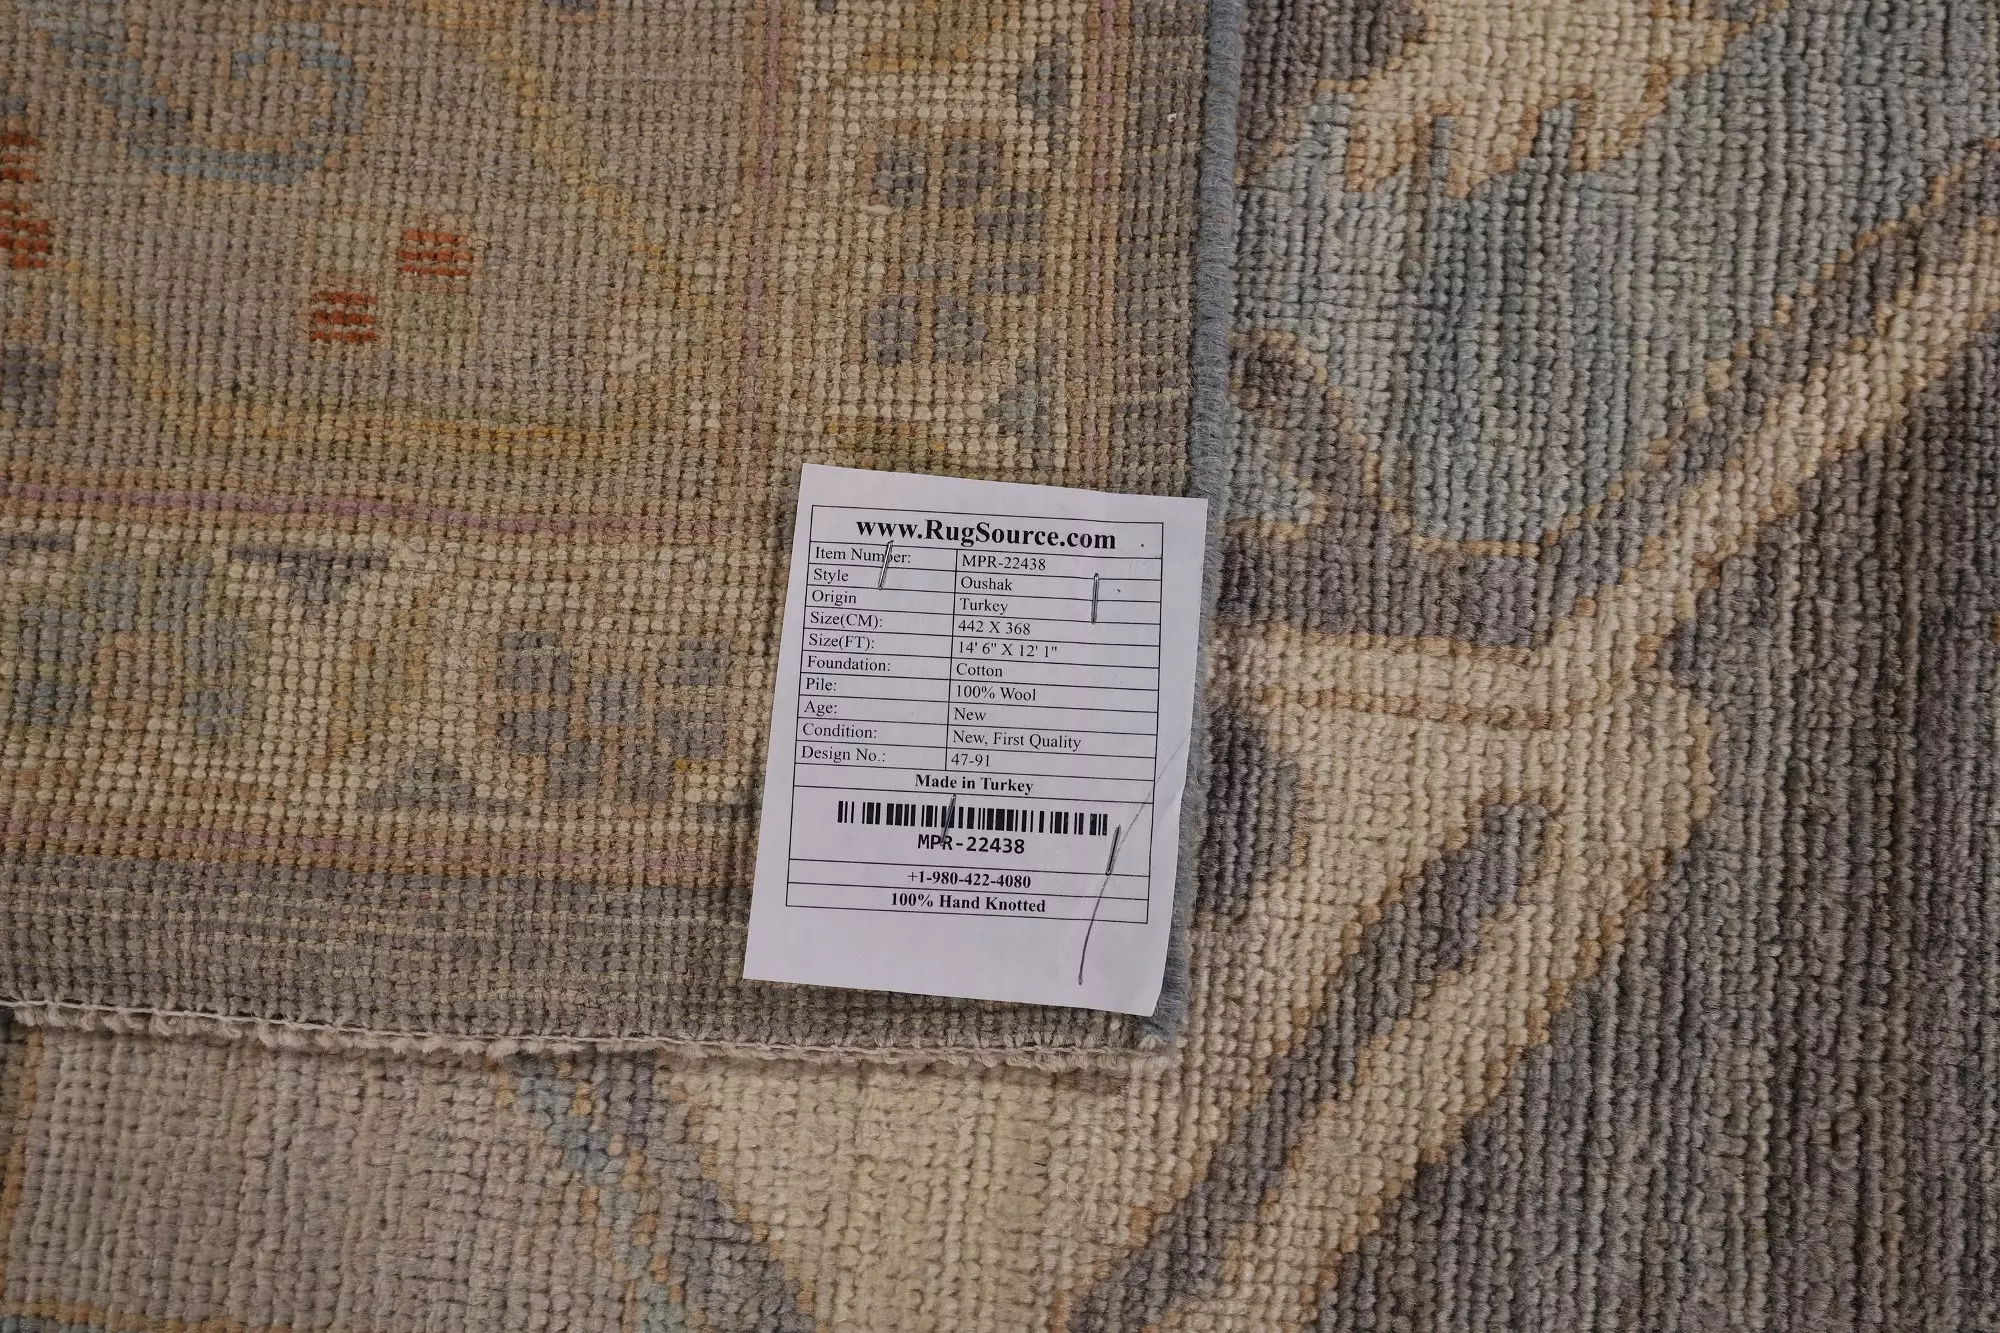 www.RugSource.com
Item Number: MPR-22438
Style Oushak
Origin Turkey
Size(CM): 442 X 368
Size(FT): 14' 6" X 12' 1"
Foundation: Cotton
Pile: 100% Wool
Age: New
Condition: New, First Quality
Design No.: 47-91
Made in Turkey
MPR-22438
+1-980-422-4080
100% Hand Knotted